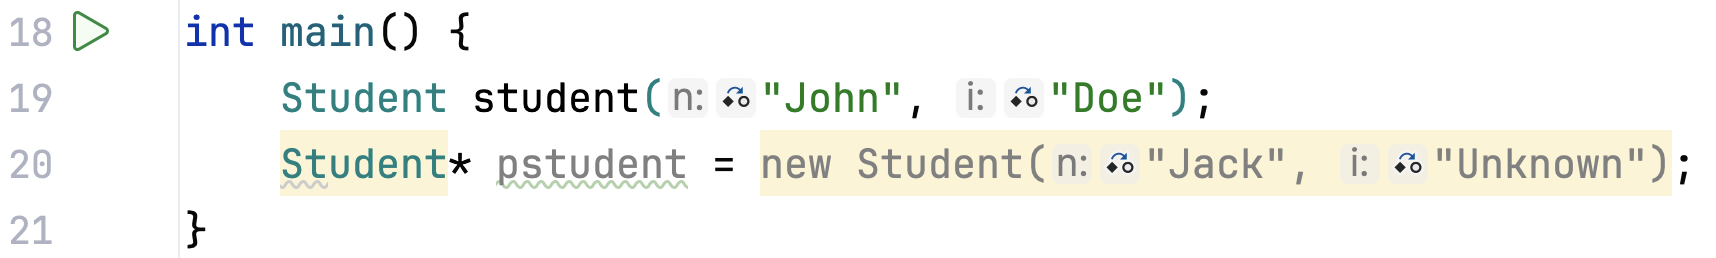 18 int main() {
19 Student student(n: "John", i: "Doe");
20 Student* pstudent = new Student(n: "Jack", i: "Unknown");
21 }